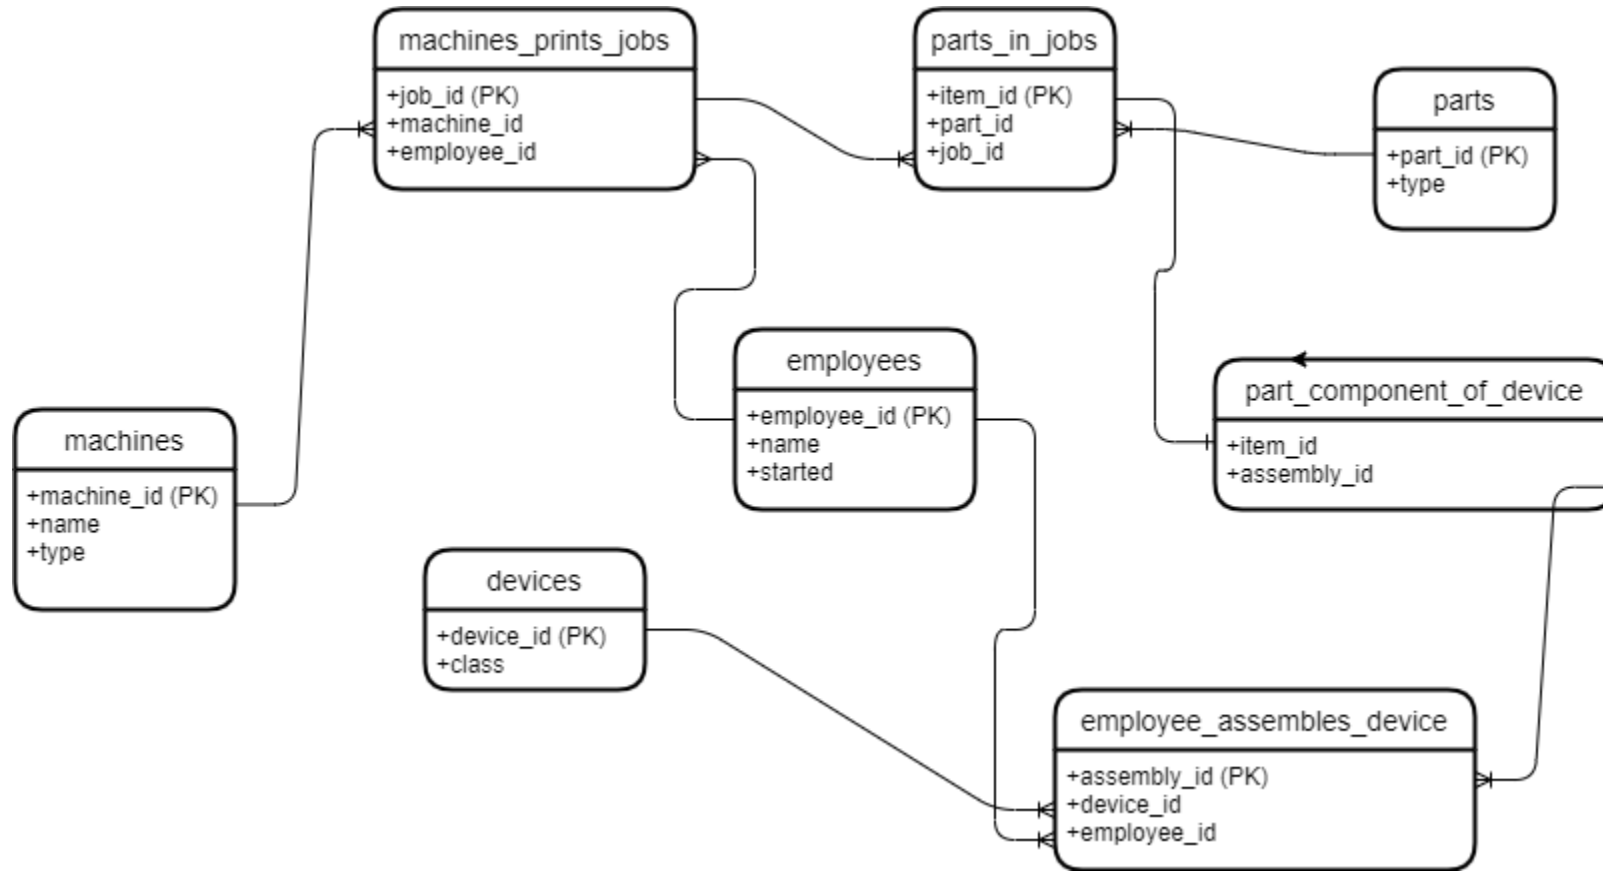 machines_prints_jobs
+job_id (PK)
+machine_id
+employee_id
parts_in_jobs
+item_id (PK)
+part_id
+job_id
parts
+part_id (PK)
+type
employees
+employee_id (PK)
+name
+started
part_component_of_device
+item_id
+assembly_id
machines
+machine_id (PK)
+name
+type
devices
+device_id (PK)
+class
employee_assembles_device
+assembly_id (PK)
+device_id
+employee_id